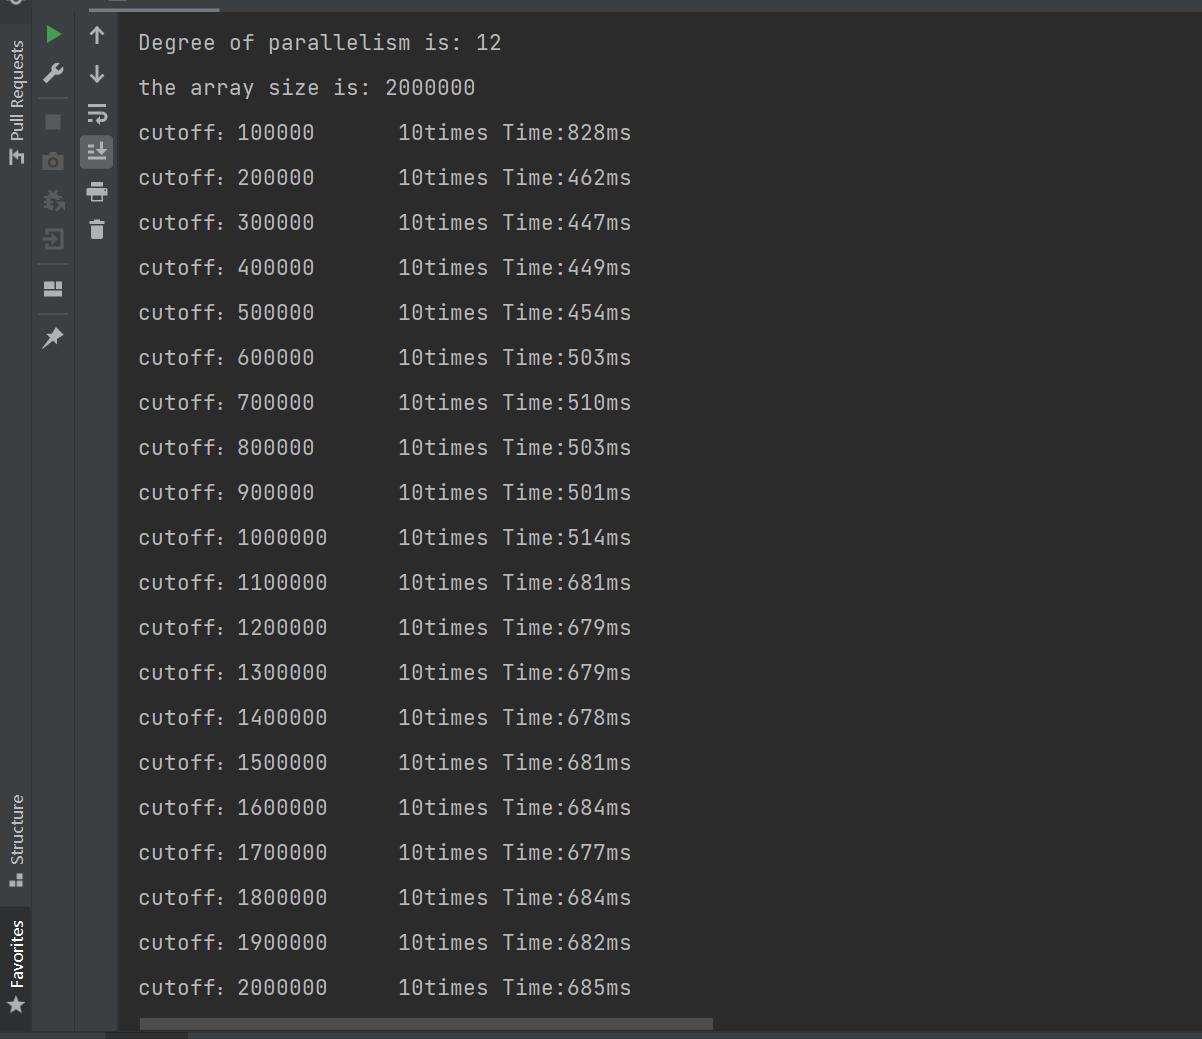 Pull Requests
Structure
Favorites
Degree of parallelism is: 12
the array size is: 2000000
cutoff：100000 10times Time:828ms
cutoff：200000 10times Time:462ms
cutoff：300000 10times Time:447ms
cutoff：400000 10times Time:449ms
cutoff：500000 10times Time:454ms
cutoff：600000 10times Time:503ms
cutoff：700000 10times Time:510ms
cutoff：800000 10times Time:503ms
cutoff：900000 10times Time:501ms
cutoff：1000000 10times Time:514ms
cutoff：1100000 10times Time:681ms
cutoff：1200000 10times Time:679ms
cutoff：1300000 10times Time:679ms
cutoff：1400000 10times Time:678ms
cutoff：1500000 10times Time:681ms
cutoff：1600000 10times Time:684ms
cutoff：1700000 10times Time:677ms
cutoff：1800000 10times Time:684ms
cutoff：1900000 10times Time:682ms
cutoff：2000000 10times Time:685ms